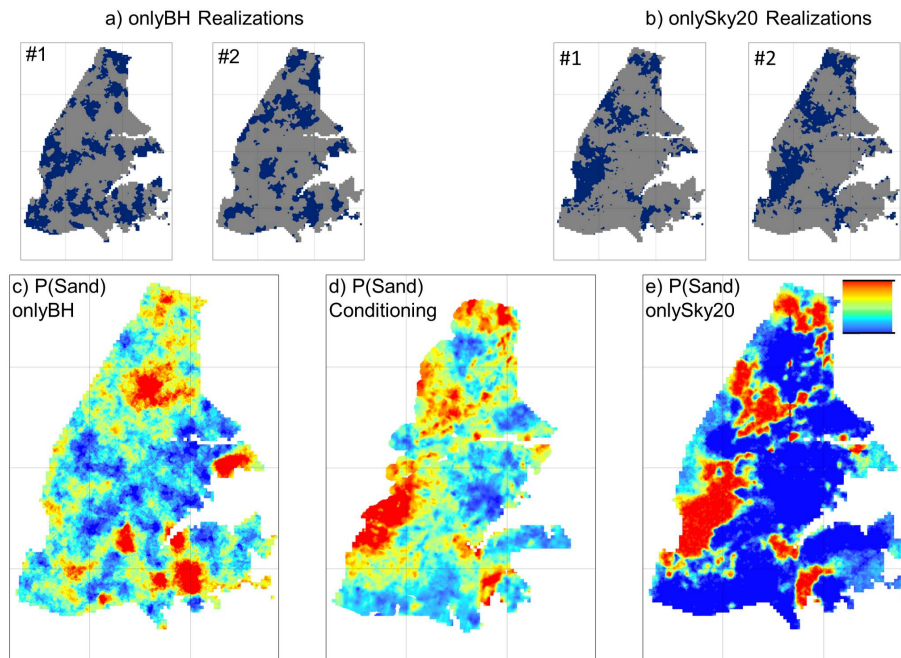 a) onlyBH Realizations
b) onlySky20 Realizations
#1
#2
#1
#2
c) P(Sand)
onlyBH
d) P(Sand)
Conditioning
e) P(Sand)
onlySky20